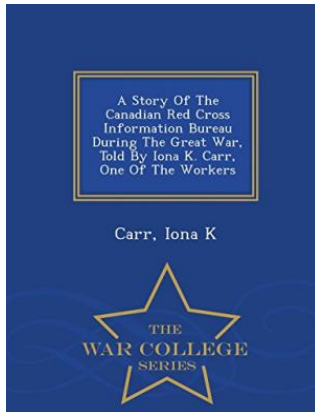 A Story Of The
Canadian Red Cross
Information Bureau
During The Great War,
Told By Iona K. Carr,
One Of The Workers
Carr, Iona K
THE
WAR COLLEGE
SERIES